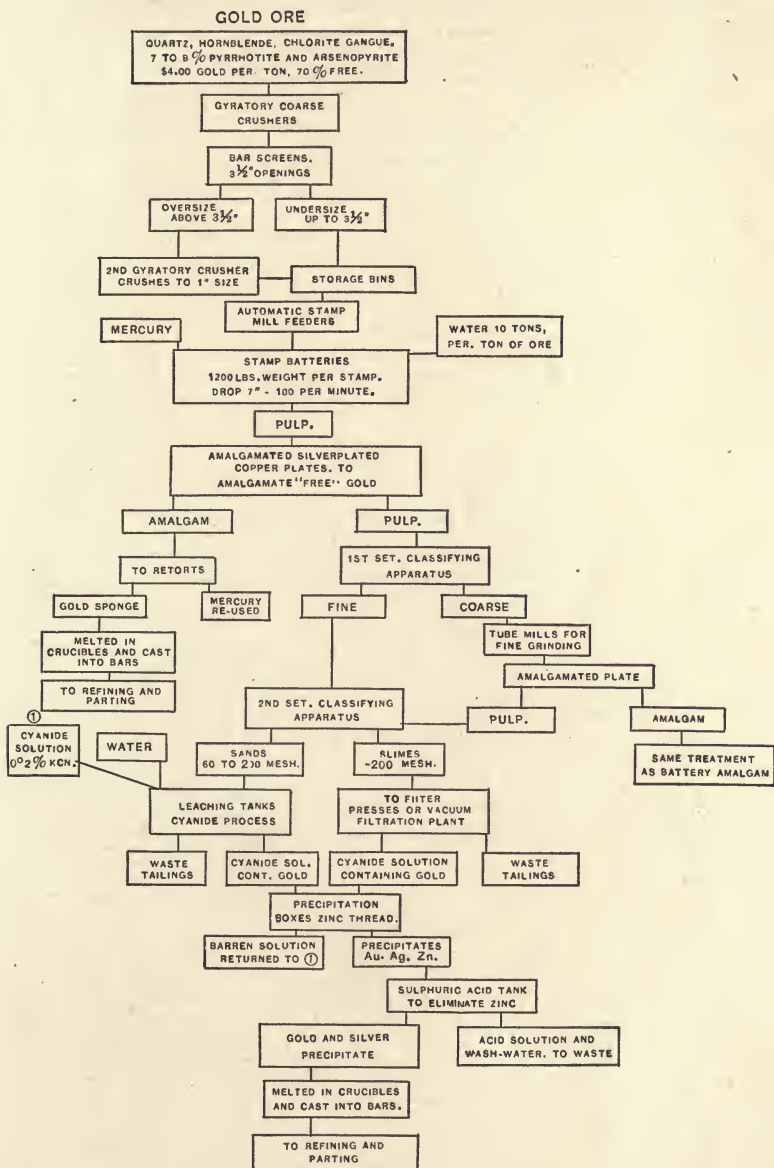 GOLD ORE
QUARTZ, HORNBLENDE, CHLORITE GANGUE.
7 TO 8% PYRRHOTITE AND ARSENOPYRITE
$4.00 GOLD PER. TON, 70% FREE.
GYRATORY COARSE
CRUSHERS
BAR SCREENS.
3½" OPENINGS
OVERSIZE
ABOVE 3½"
UNDERSIZE
UP TO 3½"
2ND GYRATORY CRUSHER
CRUSHES TO 1" SIZE
STORAGE BINS
AUTOMATIC STAMP
MILL FEEDERS
MERCURY
WATER 10 TONS,
PER. TON OF ORE
STAMP BATTERIES
1200 LBS. WEIGHT PER STAMP.
DROP 7" - 100 PER MINUTE.
PULP.
AMALGAMATED SILVERPLATED
COPPER PLATES. TO
AMALGAMATE "FREE" GOLD
AMALGAM
PULP.
TO RETORTS
1ST SET. CLASSIFYING
APPARATUS
GOLD SPONGE
MERCURY
RE-USED
FINE
COARSE
MELTED IN
CRUCIBLES AND CAST
INTO BARS
TUBE MILLS FOR
FINE GRINDING
TO REFINING AND
PARTING
AMALGAMATED PLATE
2ND SET. CLASSIFYING
APPARATUS
PULP.
AMALGAM
①
CYANIDE
SOLUTION
0°2% KCN.
WATER
SANDS
60 TO 200 MESH.
SLIMES
-200 MESH.
SAME TREATMENT
AS BATTERY AMALGAM
LEACHING TANKS
CYANIDE PROCESS
TO FIITER
PRESSES OR VACUUM
FILTRATION PLANT
WASTE
TAILINGS
CYANIDE SOL.
CONT. GOLD
CYANIDE SOLUTION
CONTAINING GOLD
WASTE
TAILINGS
PRECIPITATION
BOXES ZINC THREAD.
BARREN SOLUTION
RETURNED TO ①
PRECIPITATES
Au. Ag. Zn.
SULPHURIC ACID TANK
TO ELIMINATE ZINC
GOLD AND SILVER
PRECIPITATE
ACID SOLUTION AND
WASH-WATER. TO WASTE
MELTED IN CRUCIBLES
AND CAST INTO BARS.
TO REFINING AND
PARTING